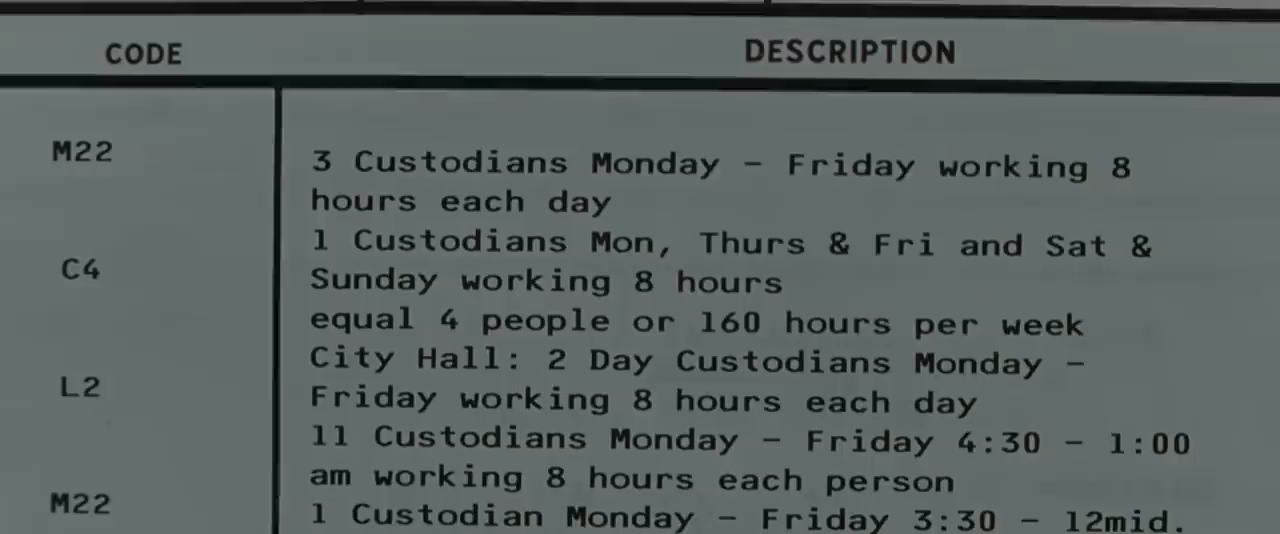 CODE DESCRIPTION
M22 3 Custodians Monday - Friday working 8
hours each day
1 Custodians Mon, Thurs & Fri and Sat &
C4 Sunday working 8 hours
equal 4 people or 160 hours per week
City Hall: 2 Day Custodians Monday -
L2 Friday working 8 hours each day
11 Custodians Monday - Friday 4:30 - 1:00
am working 8 hours each person
M22 1 Custodian Monday - Friday 3:30 - 12mid.